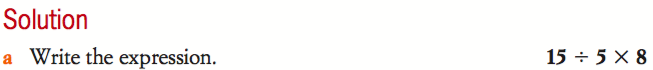 Solution
a Write the expression. 15 ÷ 5 × 8